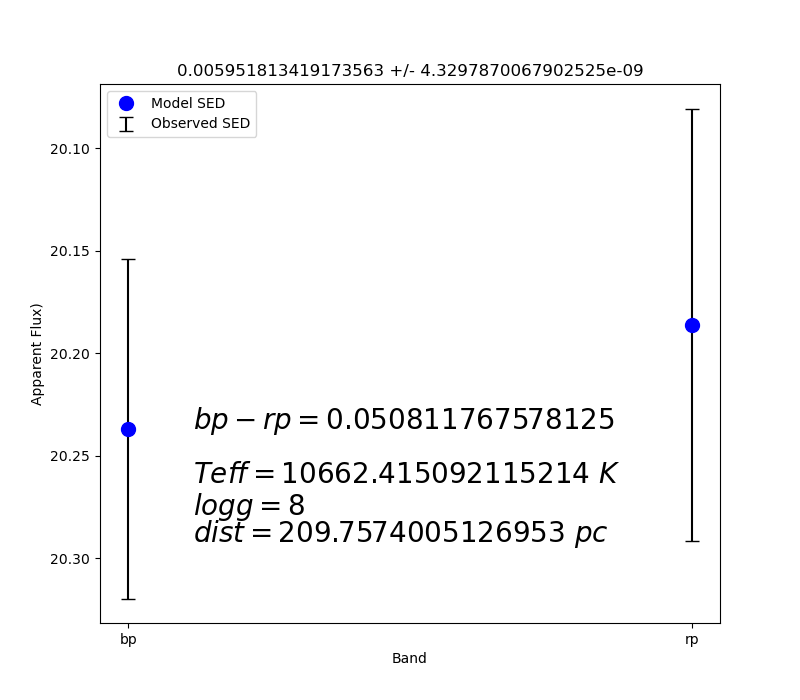 0.005951813419173563 +/- 4.3297870067902525e-09
Model SED
Observed SED
20.10
20.15
20.20
20.25
20.30
Apparent Flux)
bp − rp = 0.050811767578125
Teff = 10662.415092115214 K
logg = 8
dist = 209.7574005126953 pc
bp
rp
Band